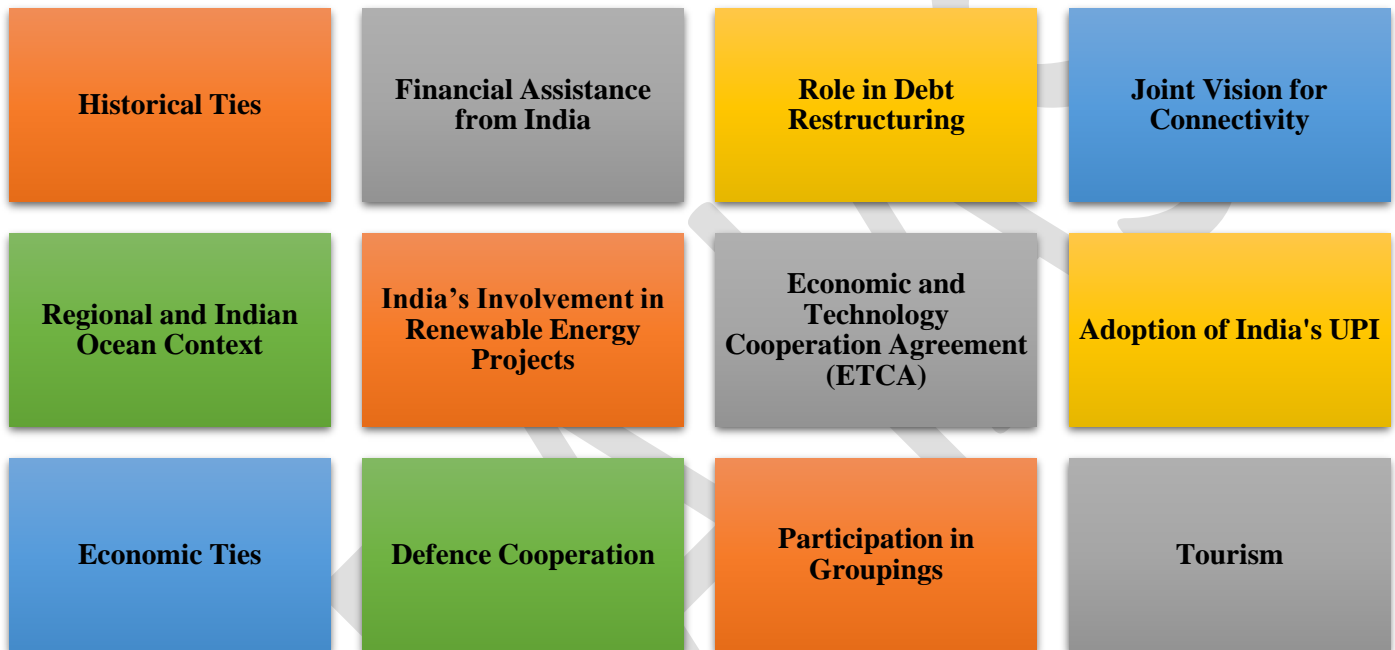 Historical Ties
Financial Assistance
from India
Role in Debt
Restructuring
Joint Vision for
Connectivity
Regional and Indian
Ocean Context
India’s Involvement in
Renewable Energy
Projects
Economic and
Technology
Cooperation Agreement
(ETCA)
Adoption of India's UPI
Economic Ties
Defence Cooperation
Participation in
Groupings
Tourism